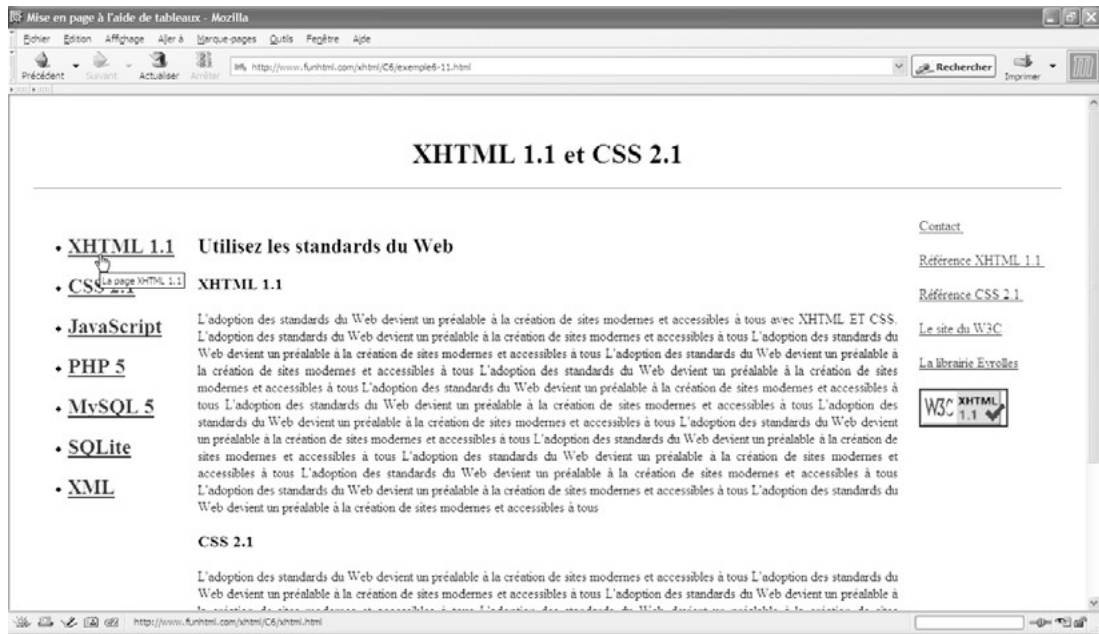 Mise en page à l'aide de tableaux - Mozilla
Fichier Edition Affichage Aller à Marque-pages Outils Fenêtre Aide
Précédent Suivant Actualiser Arrêter http://www.funhtml.com/xhtml/C6/exemple6-11.html Rechercher Imprimer
XHTML 1.1 et CSS 2.1
XHTML 1.1
La page XHTML 1.1
CSS 2.1
JavaScript
PHP 5
MySQL 5
SQLite
XML
Utilisez les standards du Web
XHTML 1.1
L'adoption des standards du Web devient un préalable à la création de sites modernes et accessibles à tous avec XHTML ET CSS.
L'adoption des standards du Web devient un préalable à la création de sites modernes et accessibles à tous L'adoption des standards du
Web devient un préalable à la création de sites modernes et accessibles à tous L'adoption des standards du Web devient un préalable à
la création de sites modernes et accessibles à tous L'adoption des standards du Web devient un préalable à la création de sites
modernes et accessibles à tous L'adoption des standards du Web devient un préalable à la création de sites modernes et accessibles à
tous L'adoption des standards du Web devient un préalable à la création de sites modernes et accessibles à tous L'adoption des
standards du Web devient un préalable à la création de sites modernes et accessibles à tous L'adoption des standards du Web devient
un préalable à la création de sites modernes et accessibles à tous L'adoption des standards du Web devient un préalable à la création de
sites modernes et accessibles à tous L'adoption des standards du Web devient un préalable à la création de sites modernes et
accessibles à tous L'adoption des standards du Web devient un préalable à la création de sites modernes et accessibles à tous
L'adoption des standards du Web devient un préalable à la création de sites modernes et accessibles à tous L'adoption des standards du
Web devient un préalable à la création de sites modernes et accessibles à tous
CSS 2.1
L'adoption des standards du Web devient un préalable à la création de sites modernes et accessibles à tous L'adoption des standards du
Web devient un préalable à la création de sites modernes et accessibles à tous L'adoption des standards du Web devient un préalable à
Contact
Référence XHTML 1.1
Référence CSS 2.1
Le site du W3C
La librairie Eyrolles
W3C XHTML 1.1
http://www.funhtml.com/xhtml/C6/xhtml.html